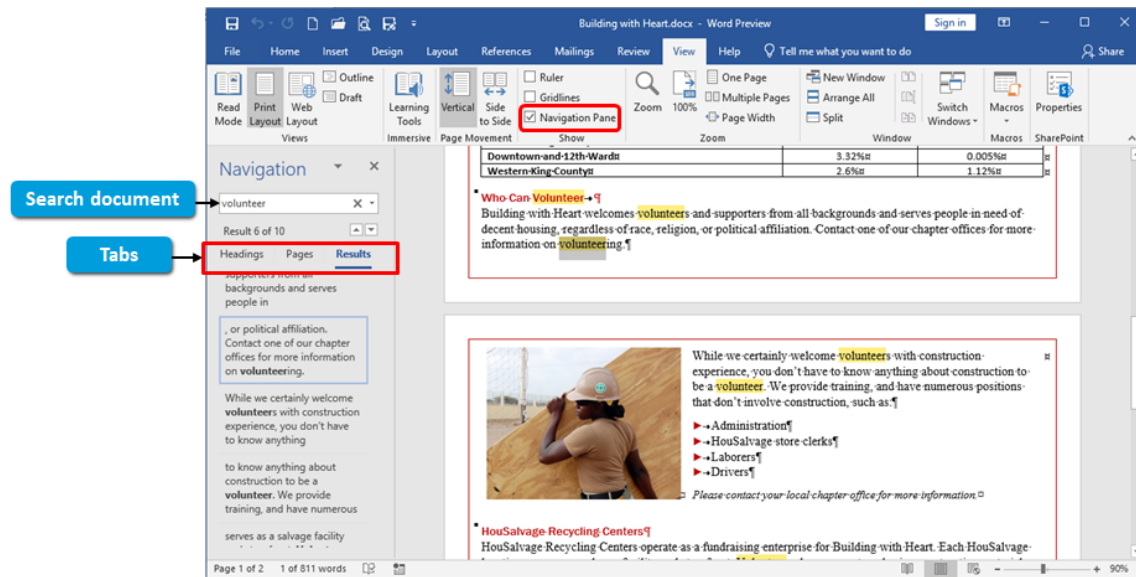 Building with Heart.docx - Word Preview
Sign in
File Home Insert Design Layout References Mailings Review View Help Tell me what you want to do Share
Read Mode
Print Layout
Web Layout
Outline
Draft
Views
Learning Tools
Immersive
Vertical
Side to Side
Page Movement
Ruler
Gridlines
Navigation Pane
Show
Zoom
100%
One Page
Multiple Pages
Page Width
Zoom
New Window
Arrange All
Split
Switch Windows
Window
Macros
Macros
Properties
SharePoint
Search document
Tabs
Navigation
volunteer
Result 6 of 10
Headings Pages Results
supporters from all
backgrounds and serves
people in
, or political affiliation.
Contact one of our chapter
offices for more information
on volunteering.
While we certainly welcome
volunteers with construction
experience, you don't have
to know anything
to know anything about
construction to be a
volunteer. We provide
training, and have numerous
serves as a salvage facility
Downtown·and·12th·Ward¤ 3.32%¤ 0.005%¤ ¤
Western·King·County¤ 2.6%¤ 1.12%¤ ¤
Who·Can·Volunteer→¶
Building·with·Heart·welcomes·volunteers·and·supporters·from·all·backgrounds·and·serves·people·in·need·of·
decent·housing,·regardless·of·race,·religion,·or·political·affiliation.·Contact·one·of·our·chapter·offices·for·more·
information·on·volunteering.¶
While·we·certainly·welcome·volunteers·with·construction·
experience,·you·don't·have·to·know·anything·about·construction·to·
be·a·volunteer.·We·provide·training,·and·have·numerous·positions·
that·don't·involve·construction,·such·as:¶
→Administration¶
→HouSalvage·store·clerks¶
→Laborers¶
→Drivers¶
Please·contact·your·local·chapter·office·for·more·information.¤
HouSalvage·Recycling·Centers¶
HouSalvage·Recycling·Centers·operate·as·a·fundraising·enterprise·for·Building·with·Heart.·Each·HouSalvage·
Page 1 of 2 1 of 811 words 90%